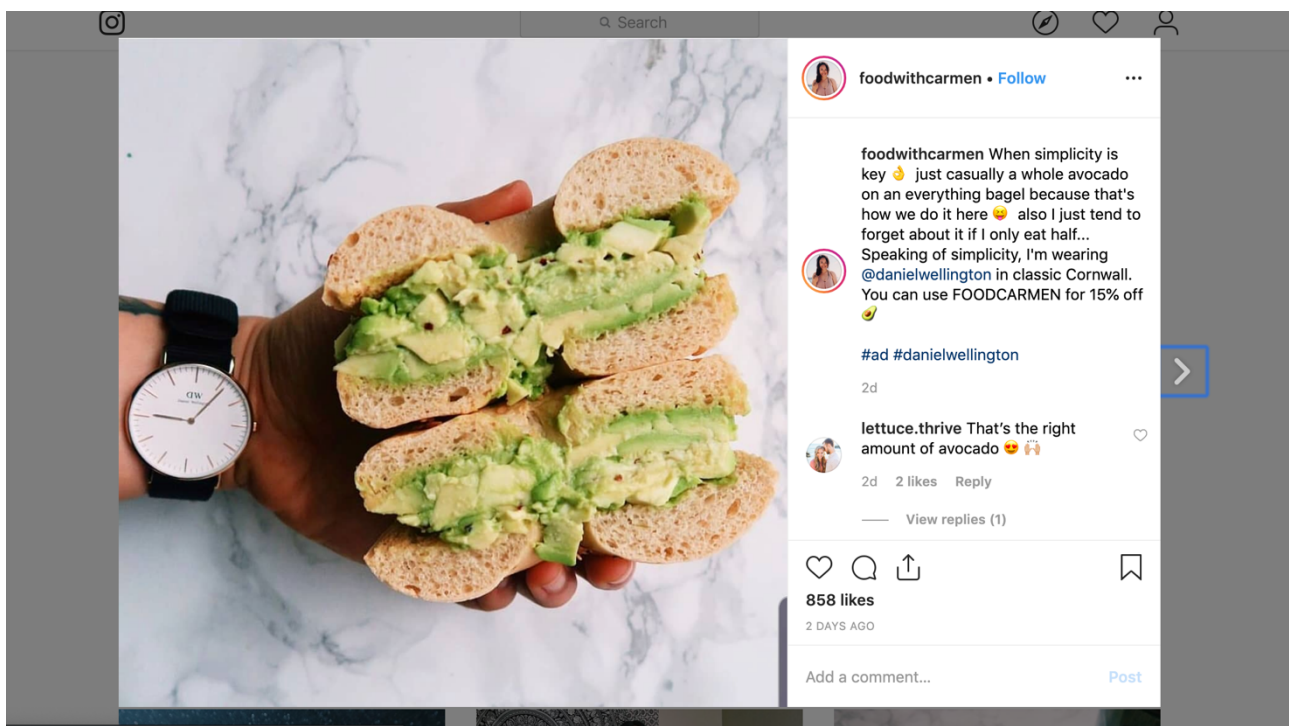 Search
foodwithcarmen • Follow
foodwithcarmen When simplicity is
key 👌 just casually a whole avocado
on an everything bagel because that's
how we do it here 😝 also I just tend to
forget about it if I only eat half...
Speaking of simplicity, I'm wearing
@danielwellington in classic Cornwall.
You can use FOODCARMEN for 15% off
🥑
#ad #danielwellington
2d
lettuce.thrive That's the right
amount of avocado 😍 🙌🏼
2d 2 likes Reply
View replies (1)
858 likes
2 DAYS AGO
Add a comment... Post